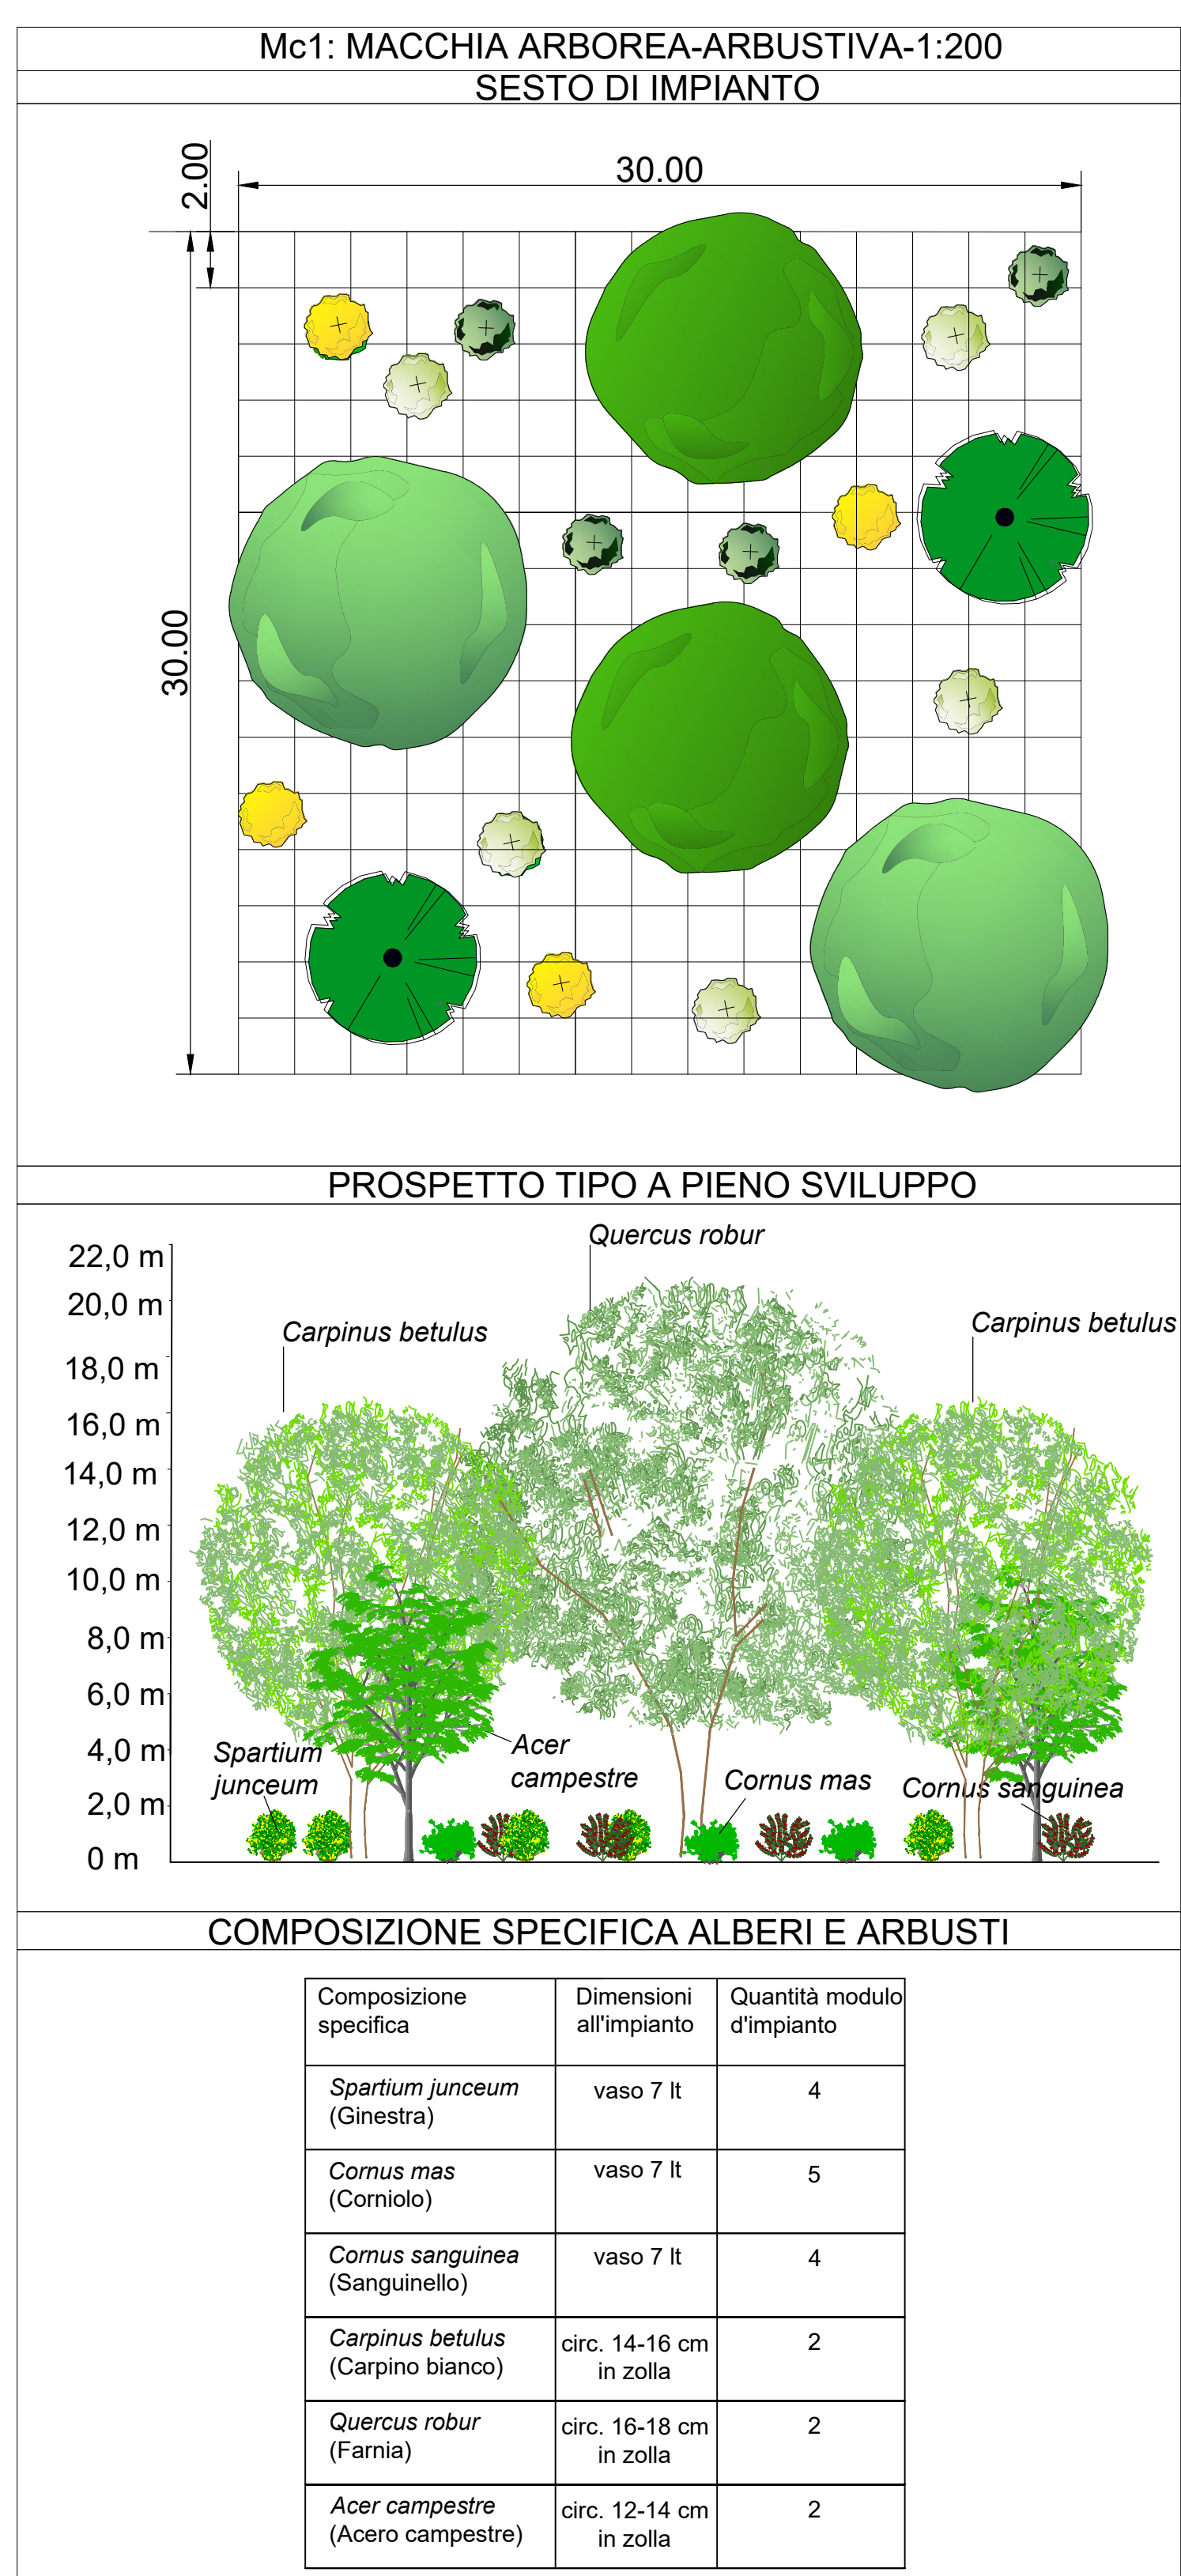 Mc1: MACCHIA ARBOREA-ARBUSTIVA-1:200
SESTO DI IMPIANTO
2.00
30.00
30.00
PROSPETTO TIPO A PIENO SVILUPPO
Quercus robur
22,0 m
20,0 m
Carpinus betulus
Carpinus betulus
18,0 m
16,0 m
14,0 m
12,0 m
10,0 m
8,0 m
6,0 m
4,0 m
Spartium
junceum
Acer
campestre
Cornus mas
Cornus sanguinea
2,0 m
0 m
COMPOSIZIONE SPECIFICA ALBERI E ARBUSTI
Composizione
specifica
Dimensioni
all'impianto
Quantità modulo
d'impianto
Spartium junceum
(Ginestra)
vaso 7 lt
4
Cornus mas
(Corniolo)
vaso 7 lt
5
Cornus sanguinea
(Sanguinello)
vaso 7 lt
4
Carpinus betulus
(Carpino bianco)
circ. 14-16 cm
in zolla
2
Quercus robur
(Farnia)
circ. 16-18 cm
in zolla
2
Acer campestre
(Acero campestre)
circ. 12-14 cm
in zolla
2